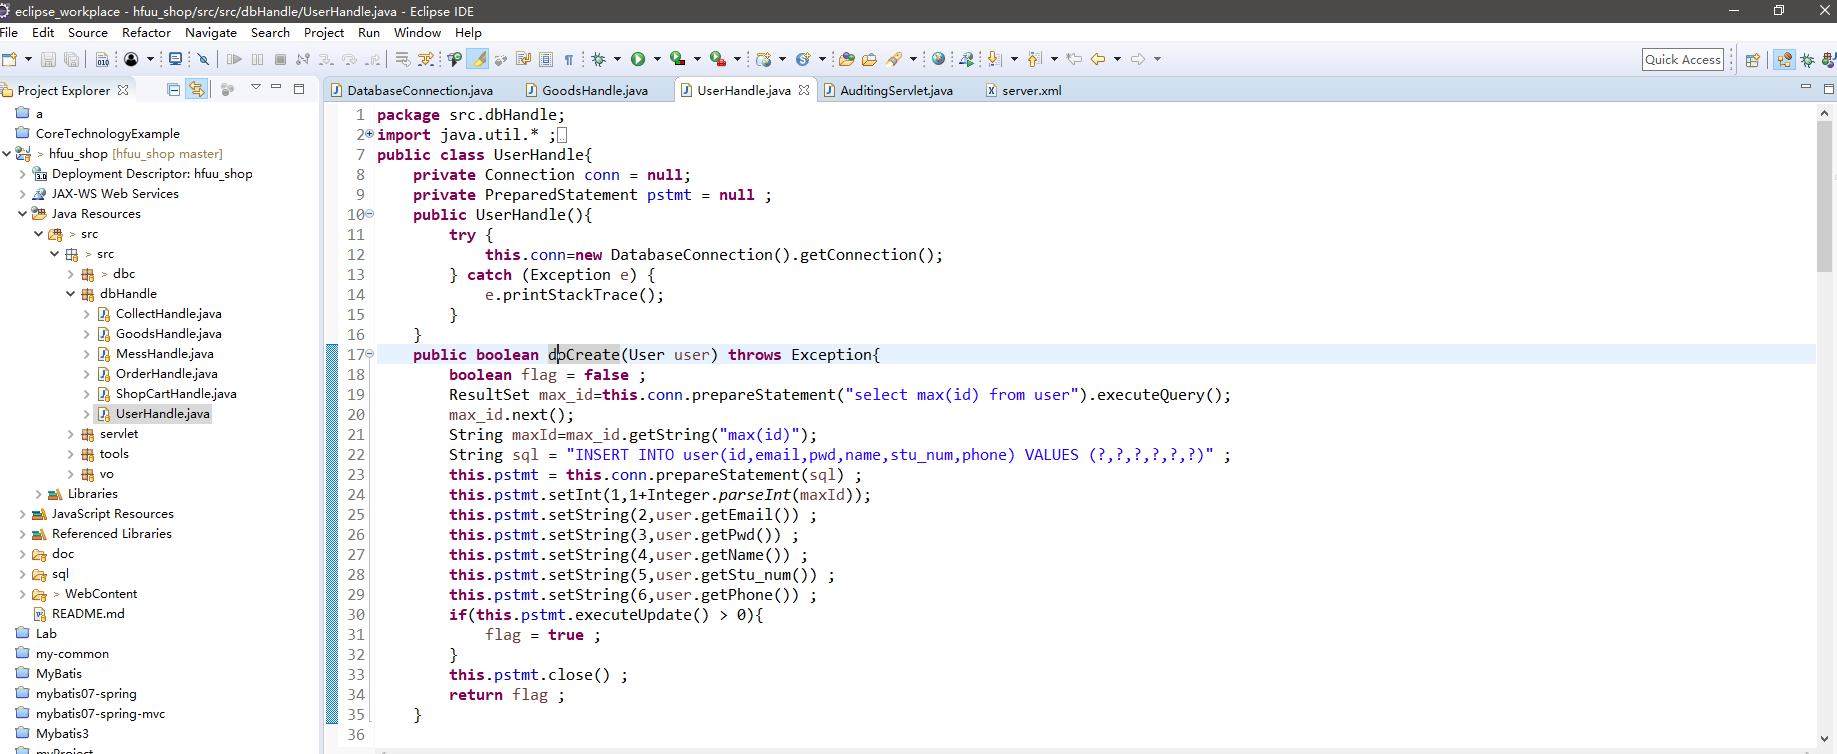 eclipse_workplace - hfuu_shop/src/src/dbHandle/UserHandle.java - Eclipse IDE
File Edit Source Refactor Navigate Search Project Run Window Help
Quick Access
Project Explorer
a
CoreTechnologyExample
> hfuu_shop [hfuu_shop master]
Deployment Descriptor: hfuu_shop
JAX-WS Web Services
Java Resources
> src
> src
> dbc
dbHandle
CollectHandle.java
GoodsHandle.java
MessHandle.java
OrderHandle.java
ShopCartHandle.java
UserHandle.java
servlet
tools
vo
Libraries
JavaScript Resources
Referenced Libraries
doc
sql
> WebContent
README.md
Lab
my-common
MyBatis
mybatis07-spring
mybatis07-spring-mvc
Mybatis3
myProject
DatabaseConnection.java GoodsHandle.java UserHandle.java AuditingServlet.java server.xml
1 package src.dbHandle;
2 import java.util.* ;
7 public class UserHandle{
8 private Connection conn = null;
9 private PreparedStatement pstmt = null ;
10 public UserHandle(){
11 try {
12 this.conn=new DatabaseConnection().getConnection();
13 } catch (Exception e) {
14 e.printStackTrace();
15 }
16 }
17 public boolean doCreate(User user) throws Exception{
18 boolean flag = false ;
19 ResultSet max_id=this.conn.prepareStatement("select max(id) from user").executeQuery();
20 max_id.next();
21 String maxId=max_id.getString("max(id)");
22 String sql = "INSERT INTO user(id,email,pwd,name,stu_num,phone) VALUES (?,?,?,?,?,?)" ;
23 this.pstmt = this.conn.prepareStatement(sql) ;
24 this.pstmt.setInt(1,1+Integer.parseInt(maxId));
25 this.pstmt.setString(2,user.getEmail()) ;
26 this.pstmt.setString(3,user.getPwd()) ;
27 this.pstmt.setString(4,user.getName()) ;
28 this.pstmt.setString(5,user.getStu_num()) ;
29 this.pstmt.setString(6,user.getPhone()) ;
30 if(this.pstmt.executeUpdate() > 0){
31 flag = true ;
32 }
33 this.pstmt.close() ;
34 return flag ;
35 }
36